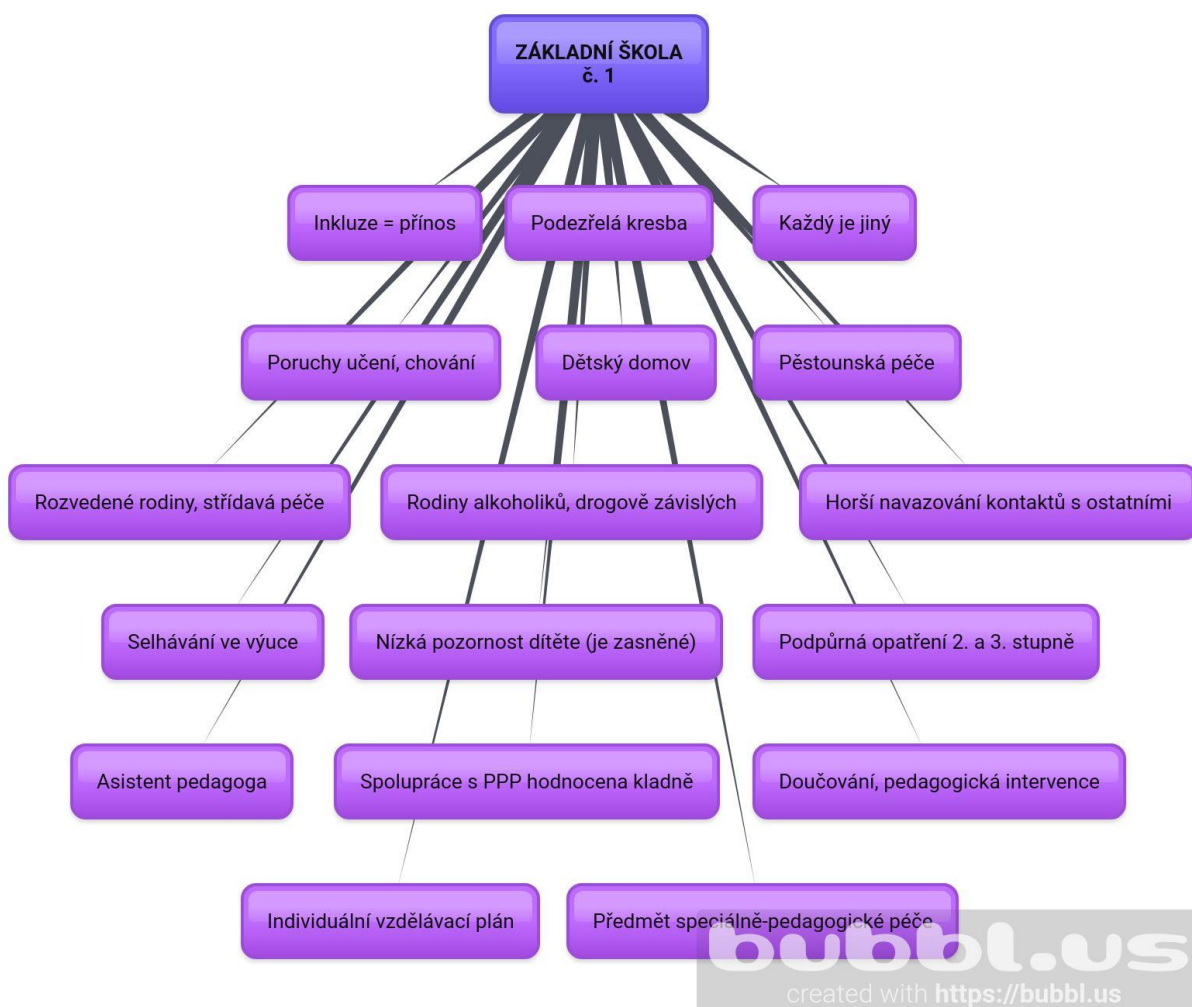 ZÁKLADNÍ ŠKOLA
č. 1
Inkluze = přínos
Podezřelá kresba
Každý je jiný
Poruchy učení, chování
Dětský domov
Pěstounská péče
Rozvedené rodiny, střídavá péče
Rodiny alkoholiků, drogově závislých
Horší navazování kontaktů s ostatními
Selhávání ve výuce
Nízká pozornost dítěte (je zasněné)
Podpůrná opatření 2. a 3. stupně
Asistent pedagoga
Spolupráce s PPP hodnocena kladně
Doučování, pedagogická intervence
Individuální vzdělávací plán
Předmět speciálně-pedagogické péče
bubbl.us
created with https://bubbl.us